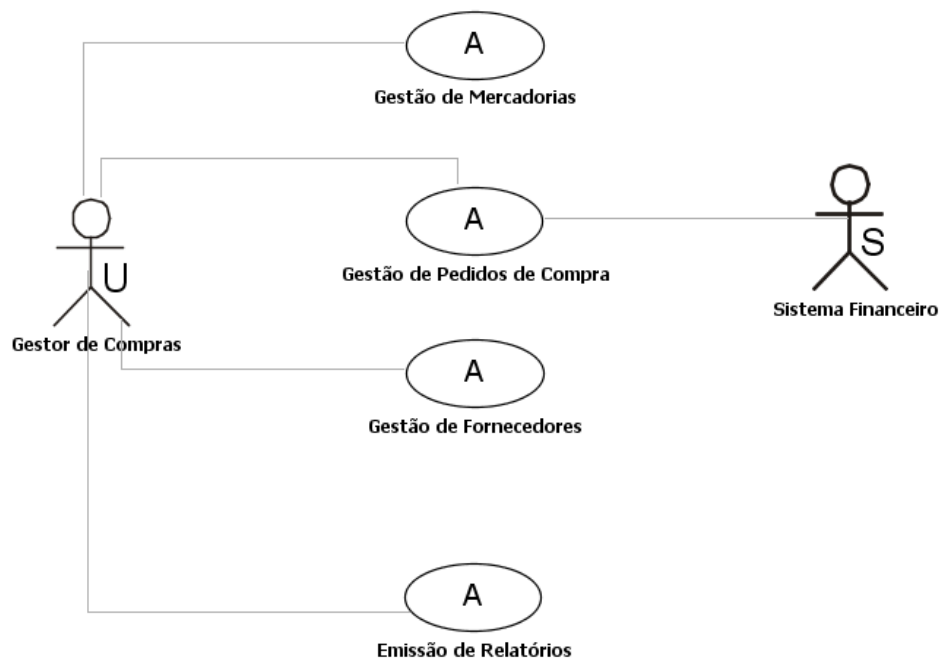 A
Gestão de Mercadorias
A
Gestão de Pedidos de Compra
S
Sistema Financeiro
U
Gestor de Compras
A
Gestão de Fornecedores
A
Emissão de Relatórios